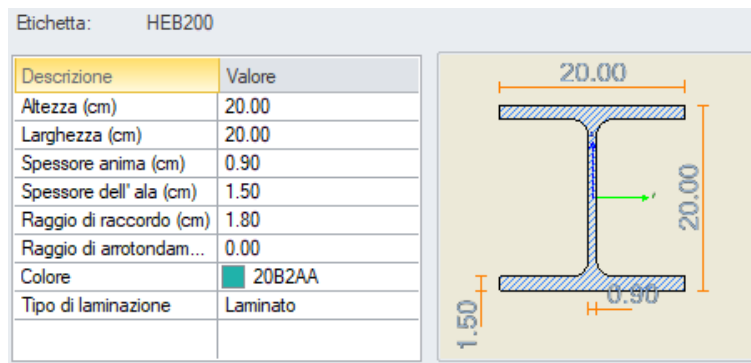 Etichetta: HEB200
Descrizione Valore
Altezza (cm) 20.00
Larghezza (cm) 20.00
Spessore anima (cm) 0.90
Spessore dell' ala (cm) 1.50
Raggio di raccordo (cm) 1.80
Raggio di arrotondam... 0.00
Colore 20B2AA
Tipo di laminazione Laminato
20.00
20.00
0.90
1.50